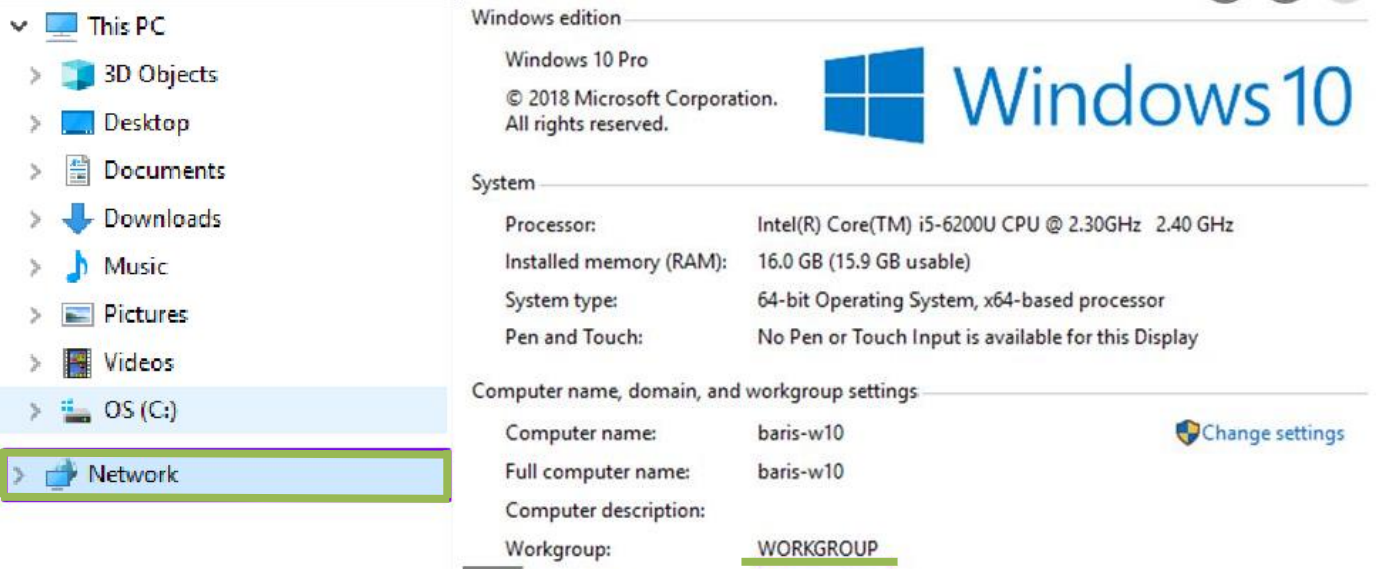 This PC
3D Objects
Desktop
Documents
Downloads
Music
Pictures
Videos
OS (C:)
Network
Windows edition
Windows 10 Pro
© 2018 Microsoft Corporation.
All rights reserved.
Windows 10
System
Processor: Intel(R) Core(TM) i5-6200U CPU @ 2.30GHz 2.40 GHz
Installed memory (RAM): 16.0 GB (15.9 GB usable)
System type: 64-bit Operating System, x64-based processor
Pen and Touch: No Pen or Touch Input is available for this Display
Computer name, domain, and workgroup settings
Computer name: baris-w10 Change settings
Full computer name: baris-w10
Computer description:
Workgroup: WORKGROUP